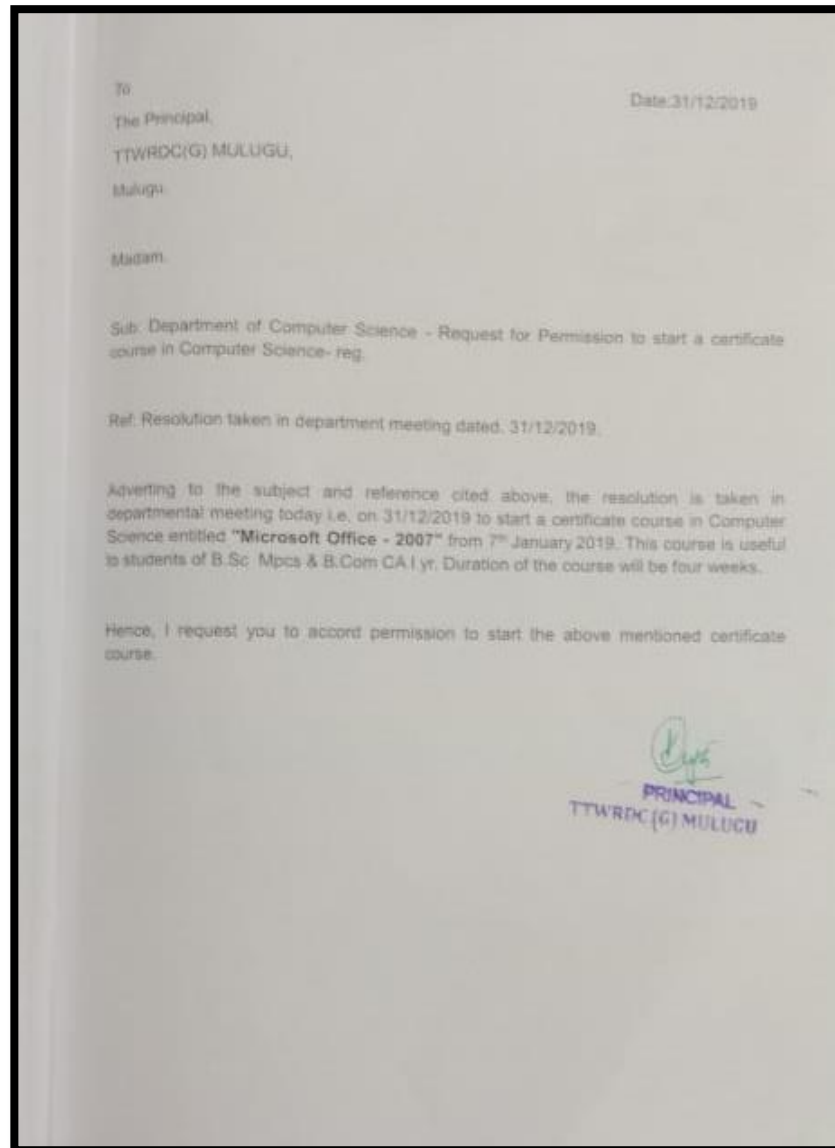 To
Date:31/12/2019
The Principal,
TTWRDC(G) MULUGU,
Mulugu.
Madam.
Sub: Department of Computer Science - Request for Permission to start a certificate
course in Computer Science- reg.
Ref: Resolution taken in department meeting dated. 31/12/2019.
Adverting to the subject and reference cited above, the resolution is taken in
departmental meeting today i.e, on 31/12/2019 to start a certificate course in Computer
Science entitled "Microsoft Office - 2007" from 7th January 2019. This course is useful
to students of B.Sc Mpcs & B.Com CA I yr. Duration of the course will be four weeks.
Hence, I request you to accord permission to start the above mentioned certificate
course.
PRINCIPAL
TTWRDC (G) MULUGU